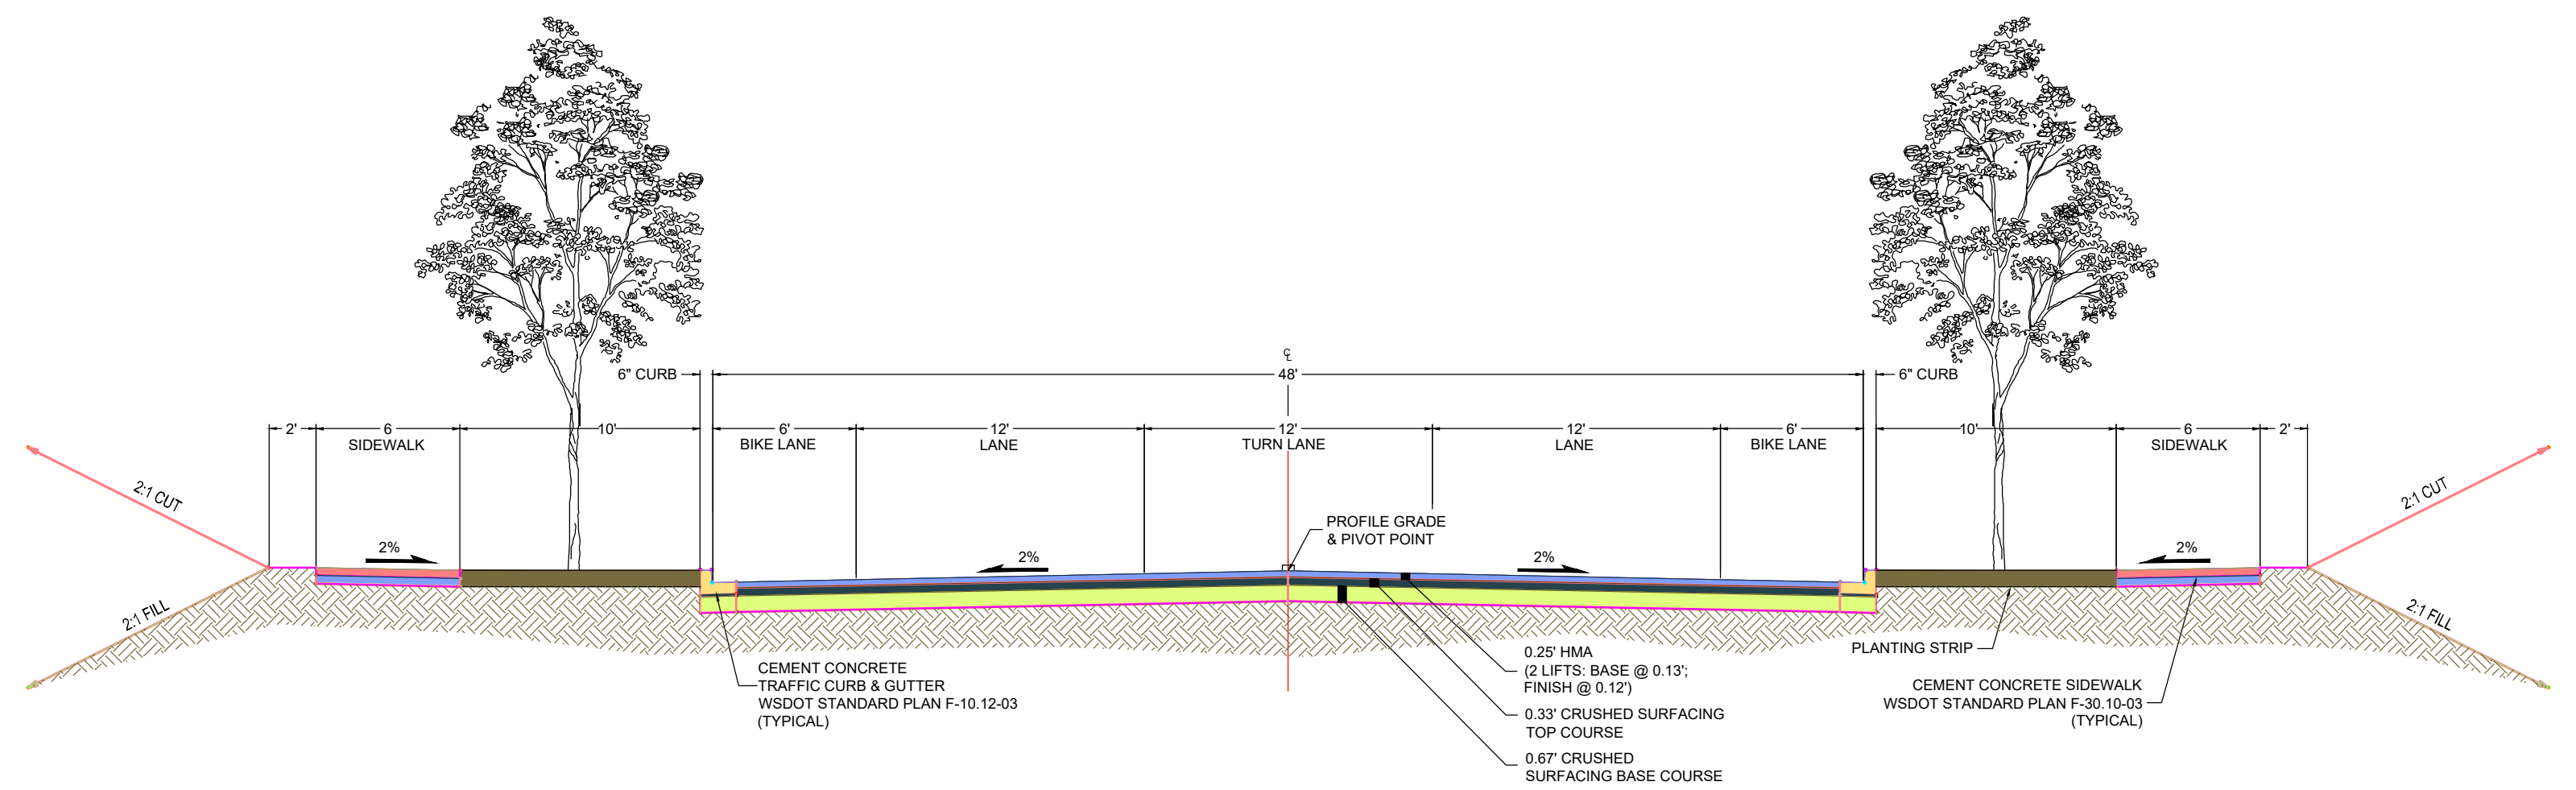 ℄
6" CURB
48'
6" CURB
2'
6
SIDEWALK
10'
6'
BIKE LANE
12'
LANE
12'
TURN LANE
12'
LANE
6'
BIKE LANE
10'
6
SIDEWALK
2'
2:1 CUT
2:1 CUT
PROFILE GRADE
& PIVOT POINT
2%
2%
2%
2%
2:1 FILL
2:1 FILL
CEMENT CONCRETE
TRAFFIC CURB & GUTTER
WSDOT STANDARD PLAN F-10.12-03
(TYPICAL)
0.25' HMA
(2 LIFTS: BASE @ 0.13';
FINISH @ 0.12')
0.33' CRUSHED SURFACING
TOP COURSE
0.67' CRUSHED
SURFACING BASE COURSE
PLANTING STRIP
CEMENT CONCRETE SIDEWALK
WSDOT STANDARD PLAN F-30.10-03
(TYPICAL)